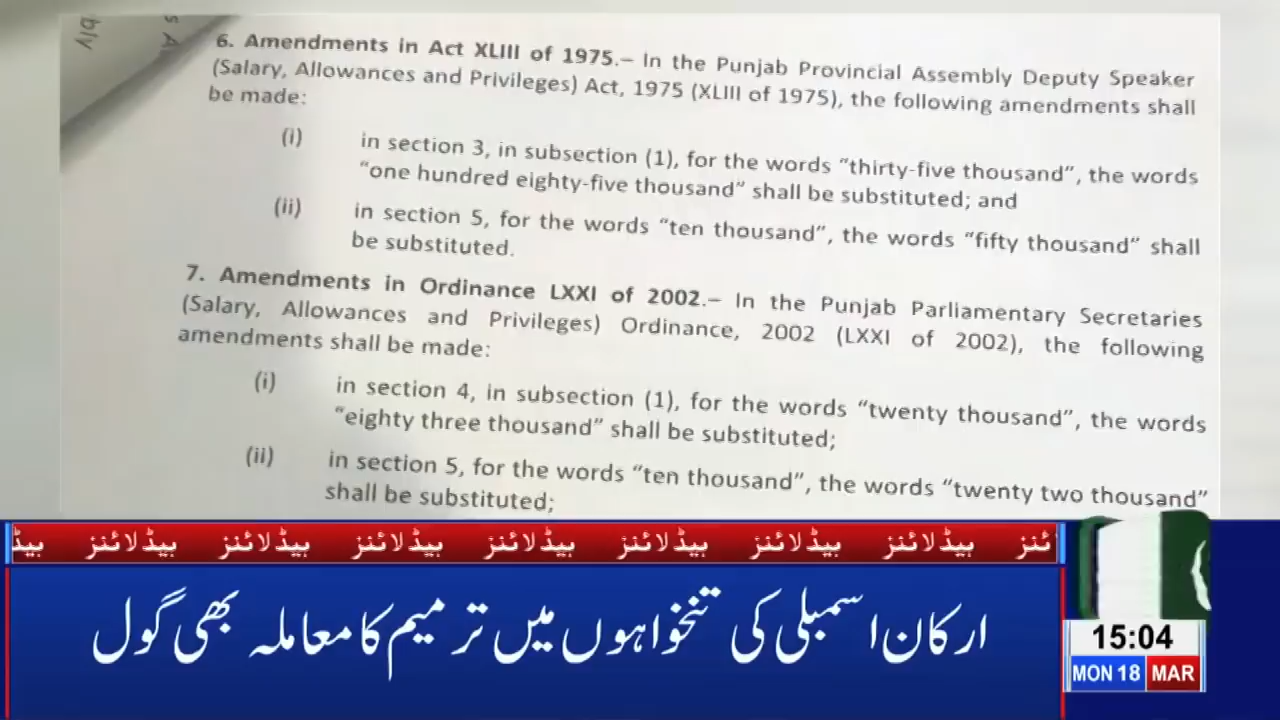 bly
s A
6. Amendments in Act XLIII of 1975.– In the Punjab Provincial Assembly Deputy Speaker
(Salary, Allowances and Privileges) Act, 1975 (XLIII of 1975), the following amendments shall
be made:
(i) in section 3, in subsection (1), for the words “thirty-five thousand”, the words
“one hundred eighty-five thousand” shall be substituted; and
(ii) in section 5, for the words “ten thousand”, the words “fifty thousand” shall
be substituted.
7. Amendments in Ordinance LXXI of 2002.– In the Punjab Parliamentary Secretaries
(Salary, Allowances and Privileges) Ordinance, 2002 (LXXI of 2002), the following
amendments shall be made:
(i) in section 4, in subsection (1), for the words “twenty thousand”, the words
“eighty three thousand” shall be substituted;
(ii) in section 5, for the words “ten thousand”, the words “twenty two thousand”
shall be substituted;
ئنز ہیڈلائنز ہیڈلائنز ہیڈلائنز ہیڈلائنز ہیڈلائنز ہیڈلائنز ہیڈلائنز ہیڈ
ارکان اسمبلی کی تنخواہوں میں ترمیم کا معاملہ بھی گول
15:04
MON 18 MAR